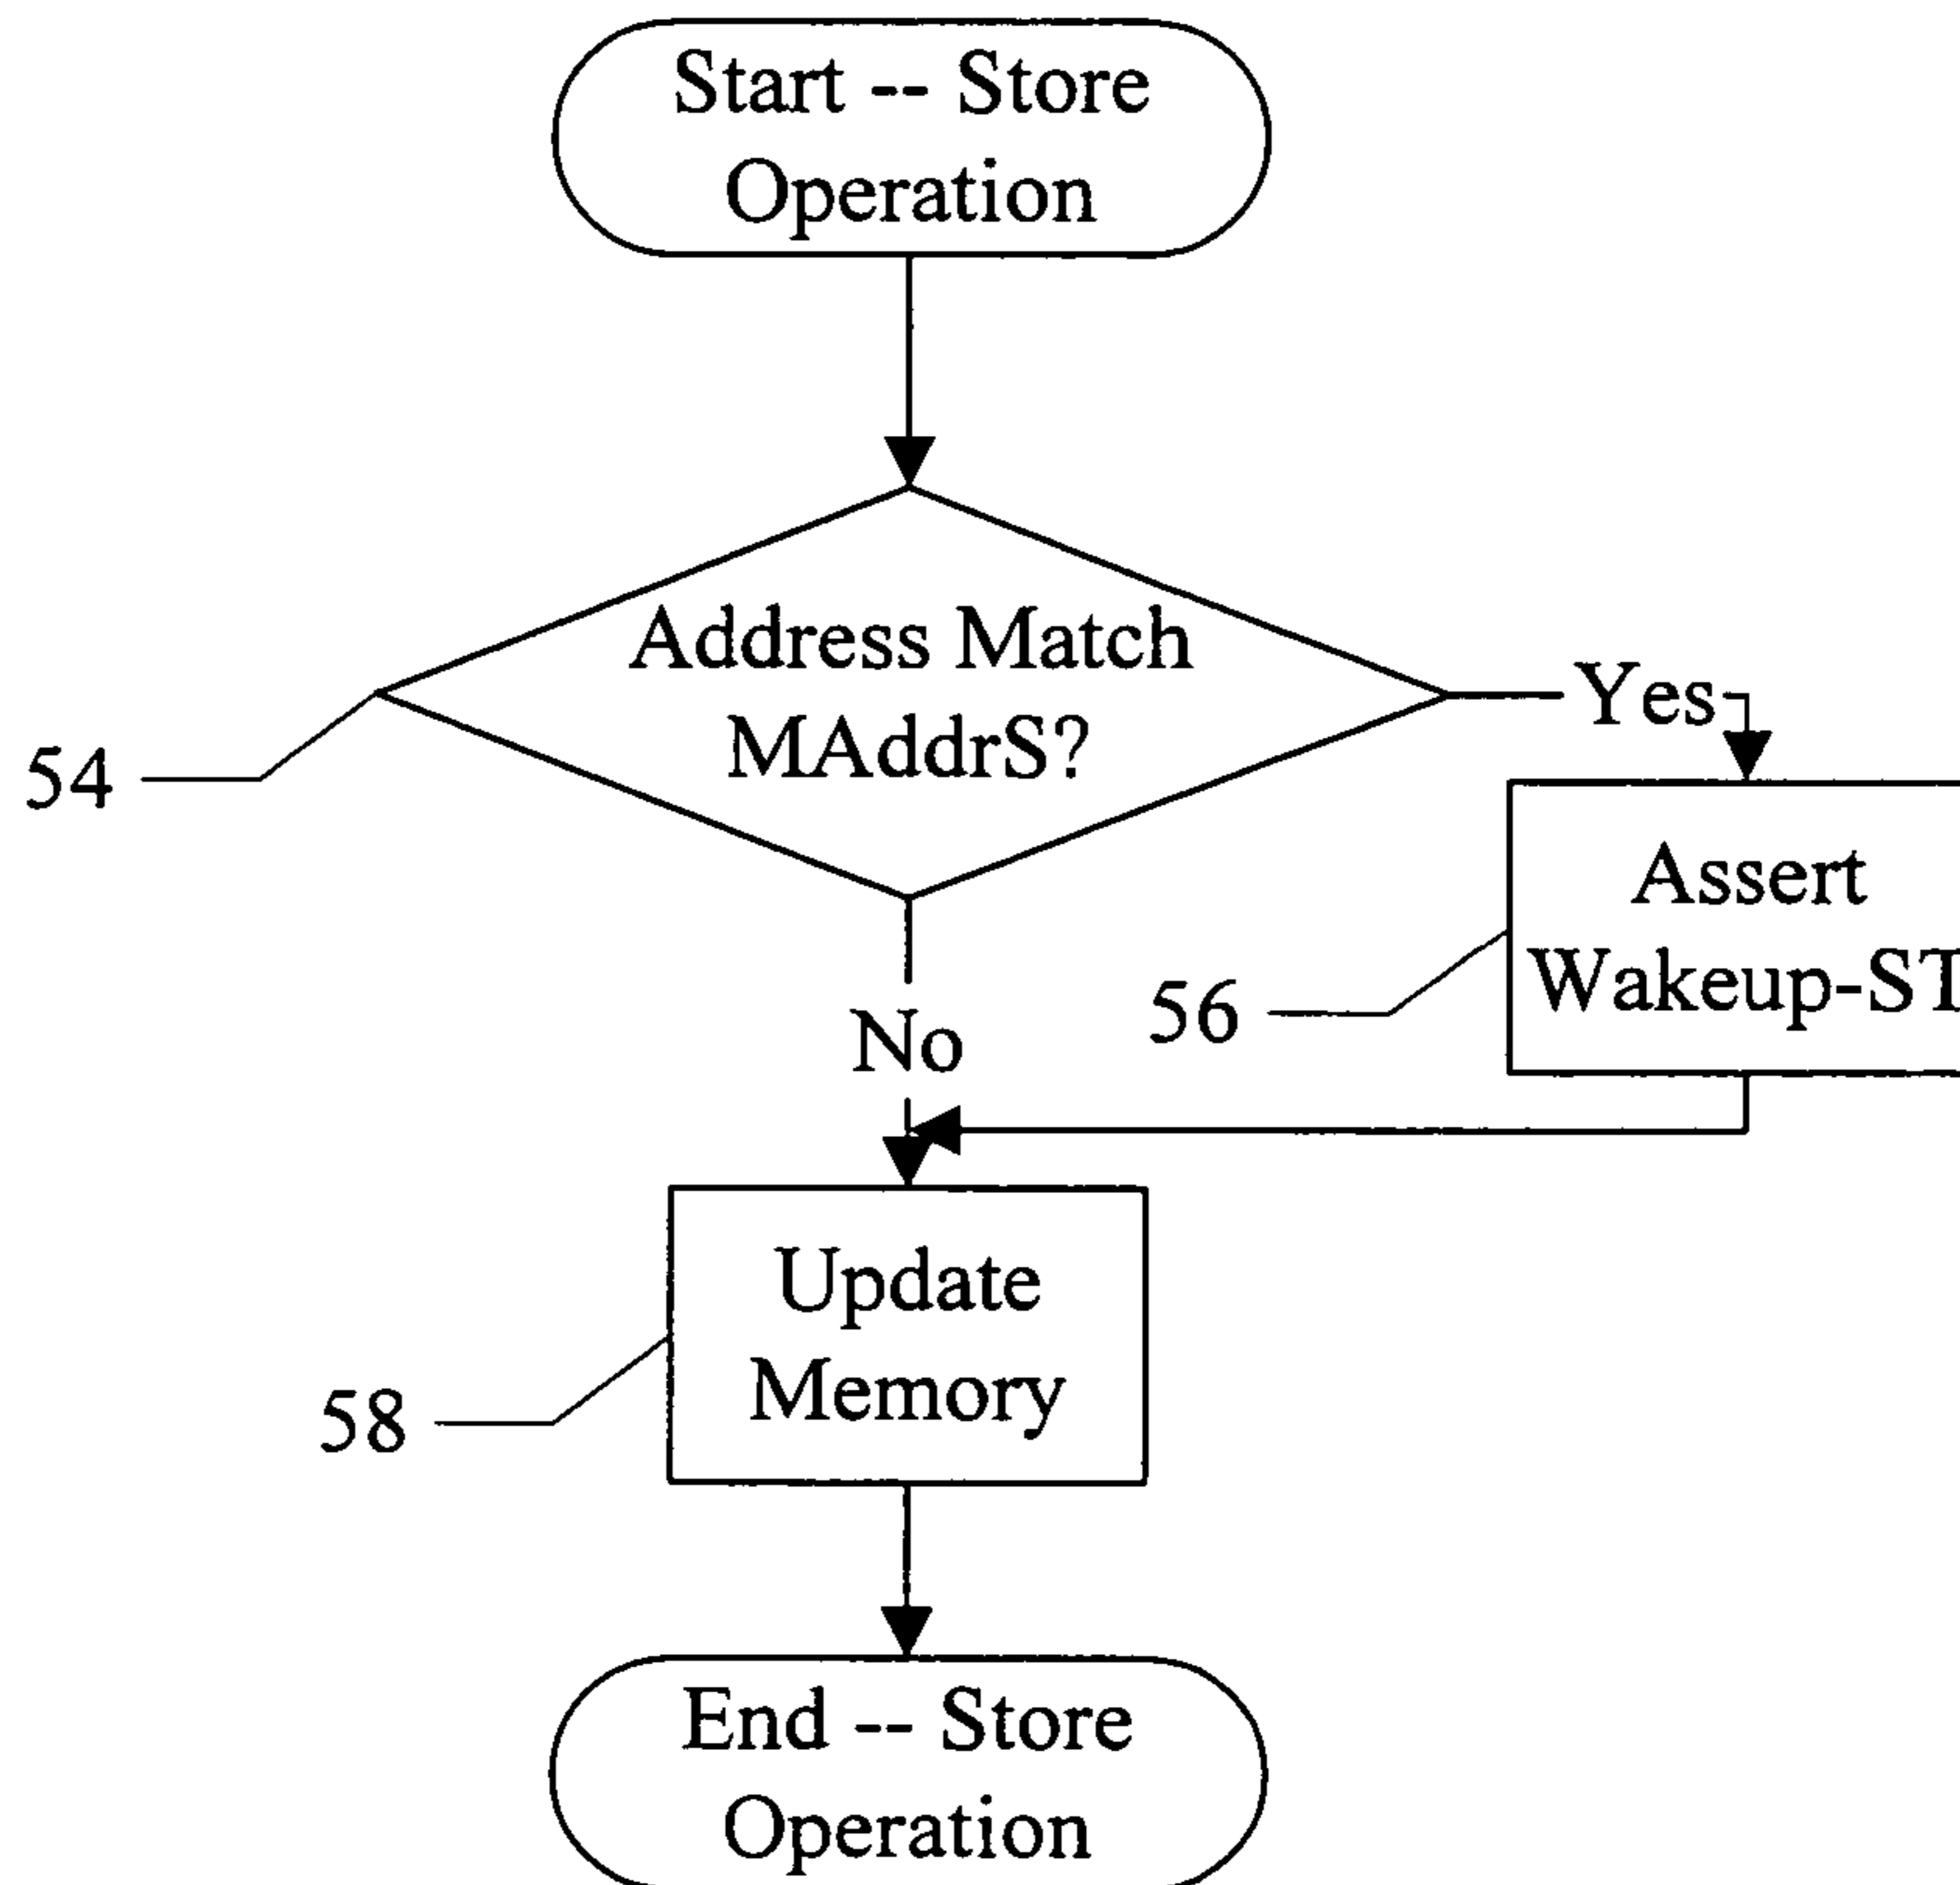 Start -- Store
Operation
Address Match
MAddrS?
Yes
54
Assert
Wakeup-ST
56
No
Update
Memory
58
End -- Store
Operation